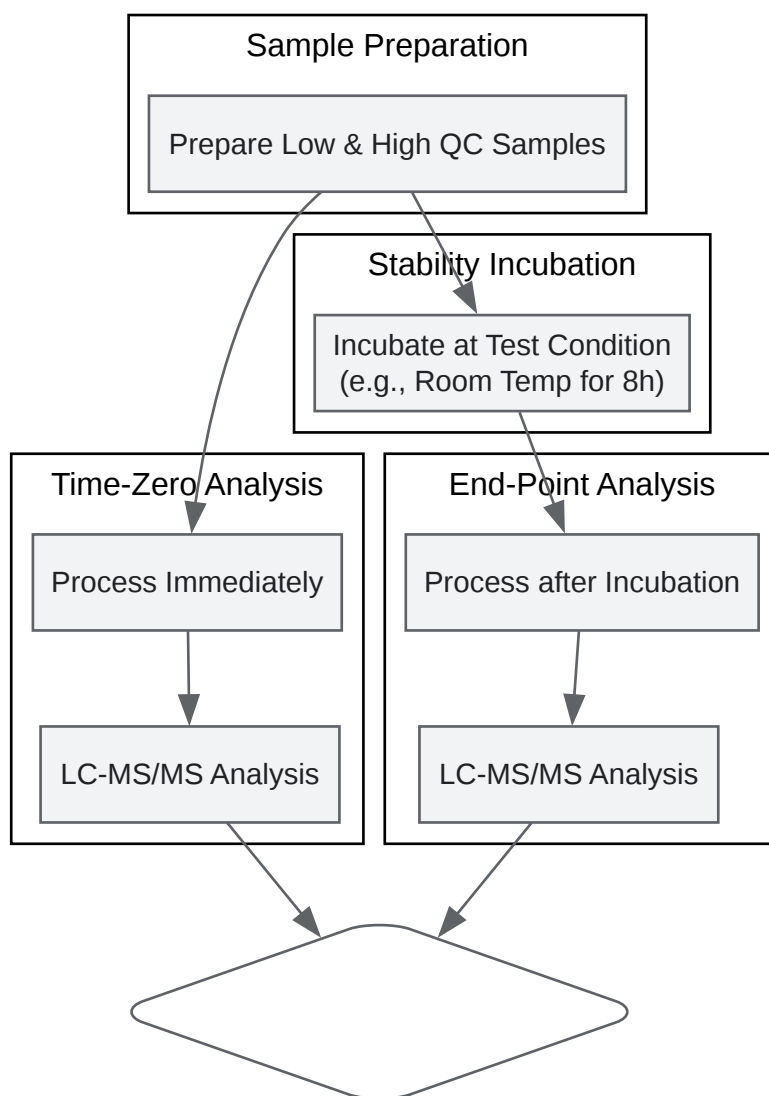 Sample Preparation
Prepare Low & High QC Samples
Stability Incubation
Incubate at Test Condition
(e.g., Room Temp for 8h)
Time-Zero Analysis
End-Point Analysis
Process Immediately
Process after Incubation
LC-MS/MS Analysis
LC-MS/MS Analysis